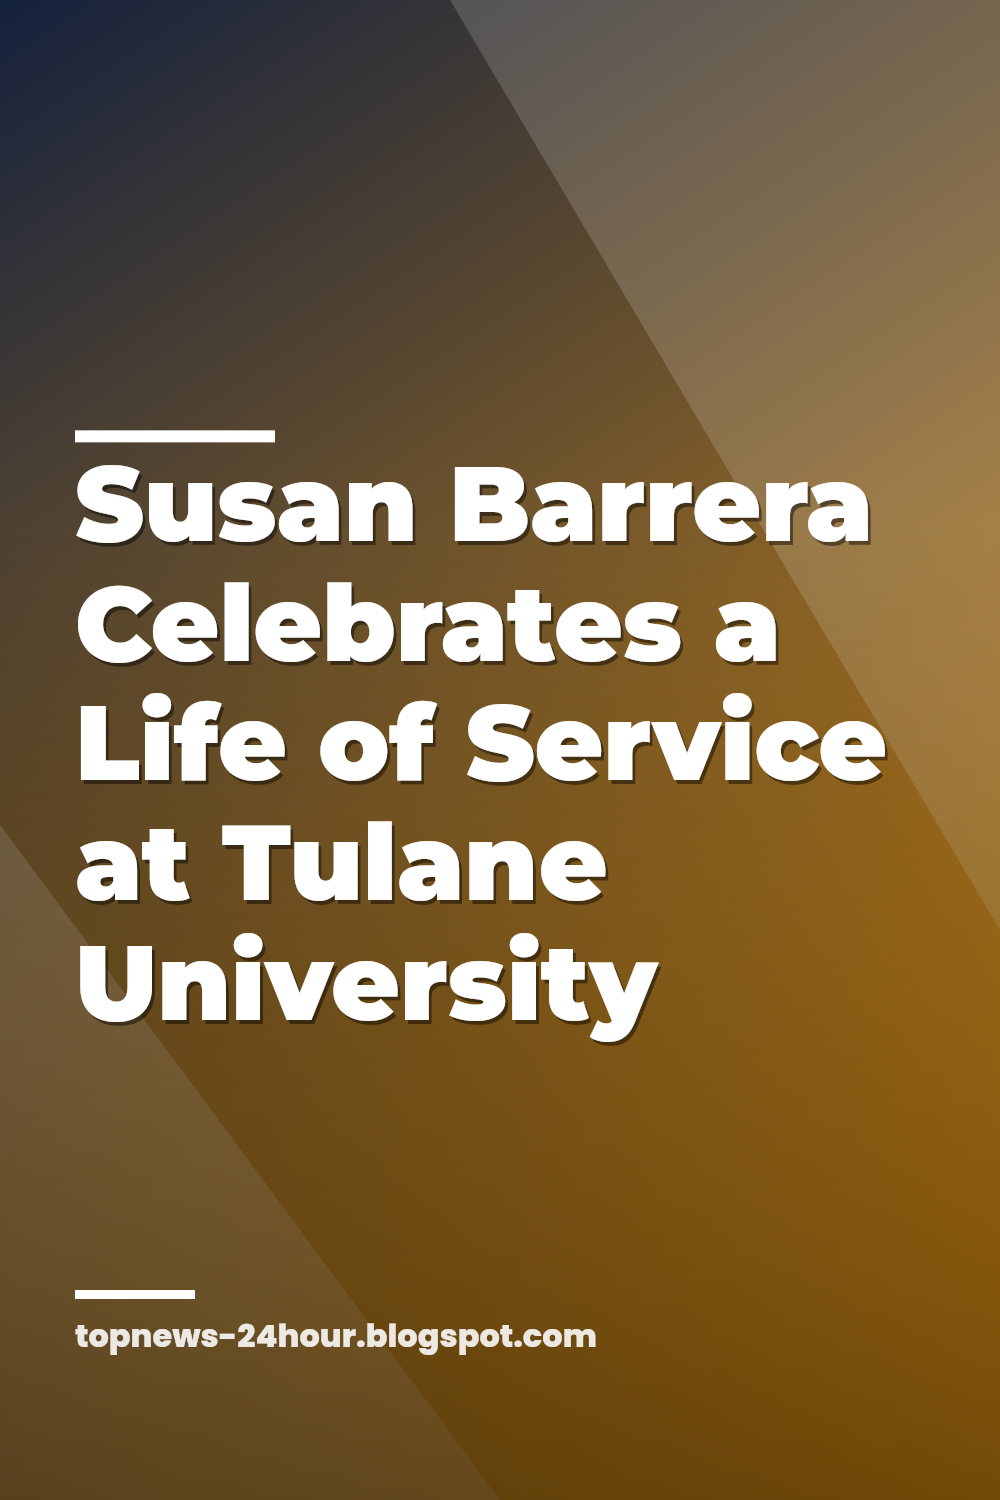 Susan Barrera
Celebrates a
Life of Service
at Tulane
University
topnews-24hour.blogspot.com